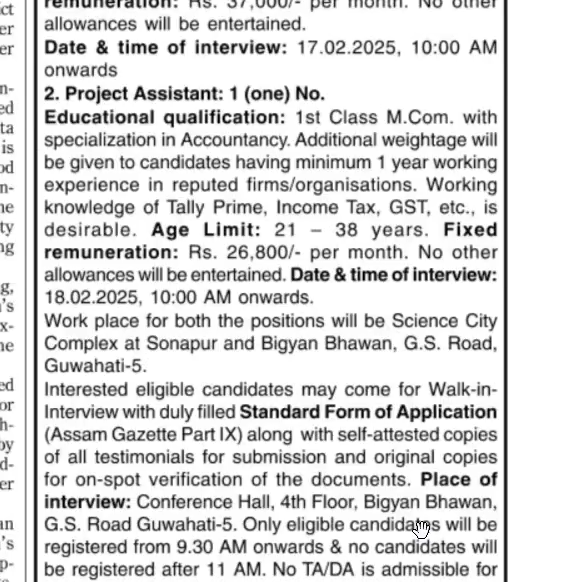 remuneration: Rs. 37,000/- per month. No other
allowances will be entertained.
Date & time of interview: 17.02.2025, 10:00 AM
onwards
2. Project Assistant: 1 (one) No.
Educational qualification: 1st Class M.Com. with
specialization in Accountancy. Additional weightage will
be given to candidates having minimum 1 year working
experience in reputed firms/organisations. Working
knowledge of Tally Prime, Income Tax, GST, etc., is
desirable. Age Limit: 21 – 38 years. Fixed
remuneration: Rs. 26,800/- per month. No other
allowances will be entertained. Date & time of interview:
18.02.2025, 10:00 AM onwards.
Work place for both the positions will be Science City
Complex at Sonapur and Bigyan Bhawan, G.S. Road,
Guwahati-5.
Interested eligible candidates may come for Walk-in-
Interview with duly filled Standard Form of Application
(Assam Gazette Part IX) along with self-attested copies
of all testimonials for submission and original copies
for on-spot verification of the documents. Place of
interview: Conference Hall, 4th Floor, Bigyan Bhawan,
G.S. Road Guwahati-5. Only eligible candidates will be
registered from 9.30 AM onwards & no candidates will
be registered after 11 AM. No TA/DA is admissible for